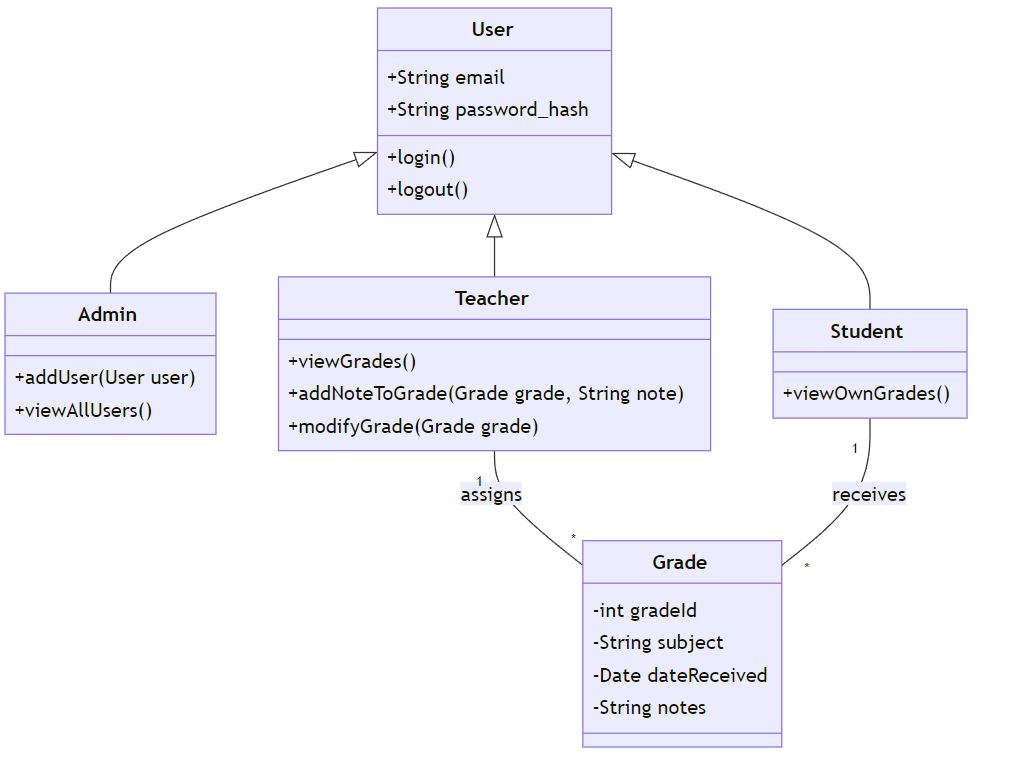 User
+String email
+String password_hash
+login()
+logout()
Admin
+addUser(User user)
+viewAllUsers()
Teacher
+viewGrades()
+addNoteToGrade(Grade grade, String note)
+modifyGrade(Grade grade)
Student
+viewOwnGrades()
1
assigns
*
1
receives
*
Grade
-int gradeId
-String subject
-Date dateReceived
-String notes